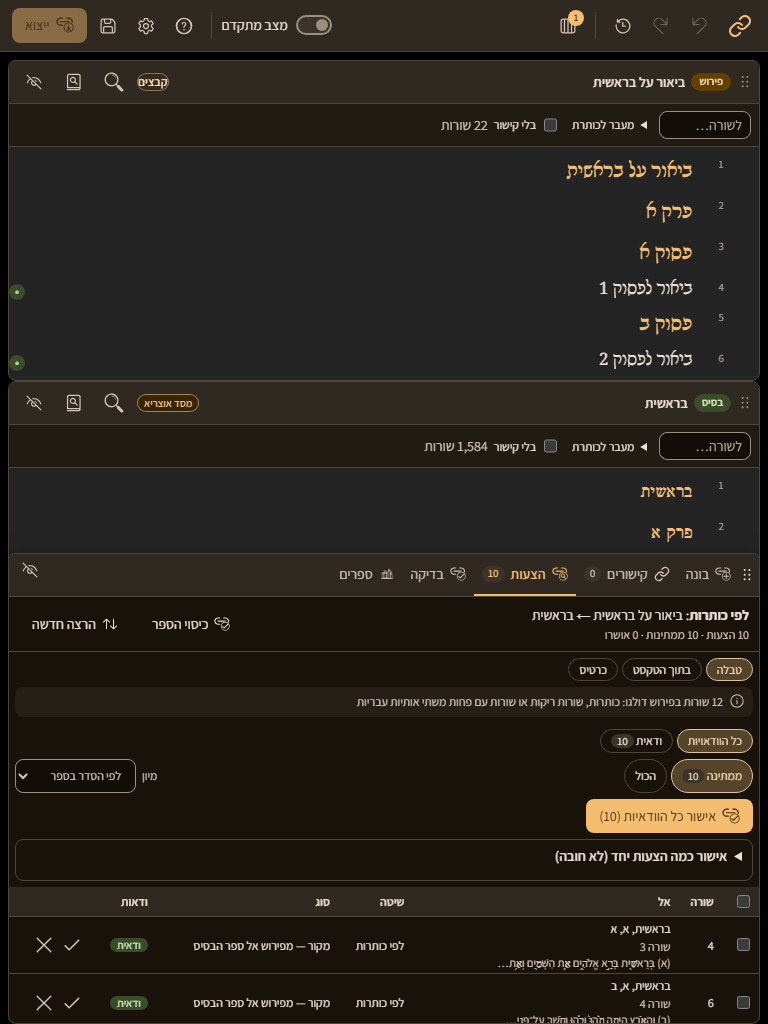 1 מצב מתקדם ייצוא
פירוש ביאור על בראשית קבצים
לשורה... מעבר לכותרת בלי קישור 22 שורות
1 ביאור על בראשית
2 פרק א
3 פסוק א
4 ביאור לפסוק 1
5 פסוק ב
6 ביאור לפסוק 2
בסיס בראשית מסד אוצריא
לשורה... מעבר לכותרת בלי קישור 1,584 שורות
1 בראשית
2 פרק א
בונה קישורים 0 הצעות 10 בדיקה ספרים
לפי כותרות: ביאור על בראשית ← בראשית כיסוי הספר הרצה חדשה
10 הצעות · 10 ממתינות · 0 אושרו
טבלה בתוך הטקסט כרטיס
12 שורות בפירוש דולגו: כותרות, שורות ריקות או שורות עם פחות משתי אותיות עבריות
כל הוודאויות ודאית 10
ממתינה 10 הכול מיון לפי הסדר בספר
אישור כל הוודאיות (10)
אישור כמה הצעות יחד (לא חובה)
שורה אל שיטה סוג ודאות
בראשית, א, א
4 שורה 3 לפי כותרות מקור — מפירוש אל ספר הבסיס ודאית
(א) בְּרֵאשִׁ֖ית בָּרָ֣א אֱלֹהִ֑ים אֵ֥ת הַשָּׁמַ֖יִם וְאֵ֥ת...
בראשית, א, ב
6 שורה 4 לפי כותרות מקור — מפירוש אל ספר הבסיס ודאית
(ב) וְהָאָ֗רֶץ הָיְתָ֥ה תֹ֙הוּ֙ וָבֹ֔הוּ וְחֹ֖שֶׁךְ עַל־פְּנֵ֣י...